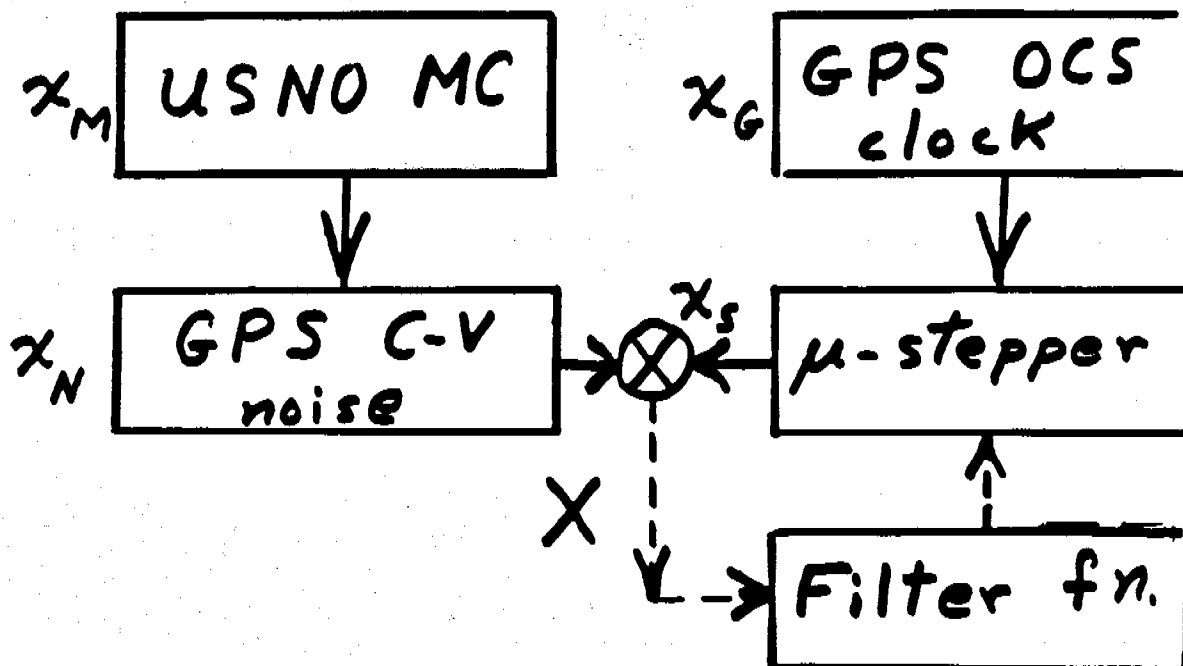 x_M
USNO MC
x_G
GPS OCS
clock
x_N
GPS C-V
noise
x_S
μ-stepper
X
Filter fn.